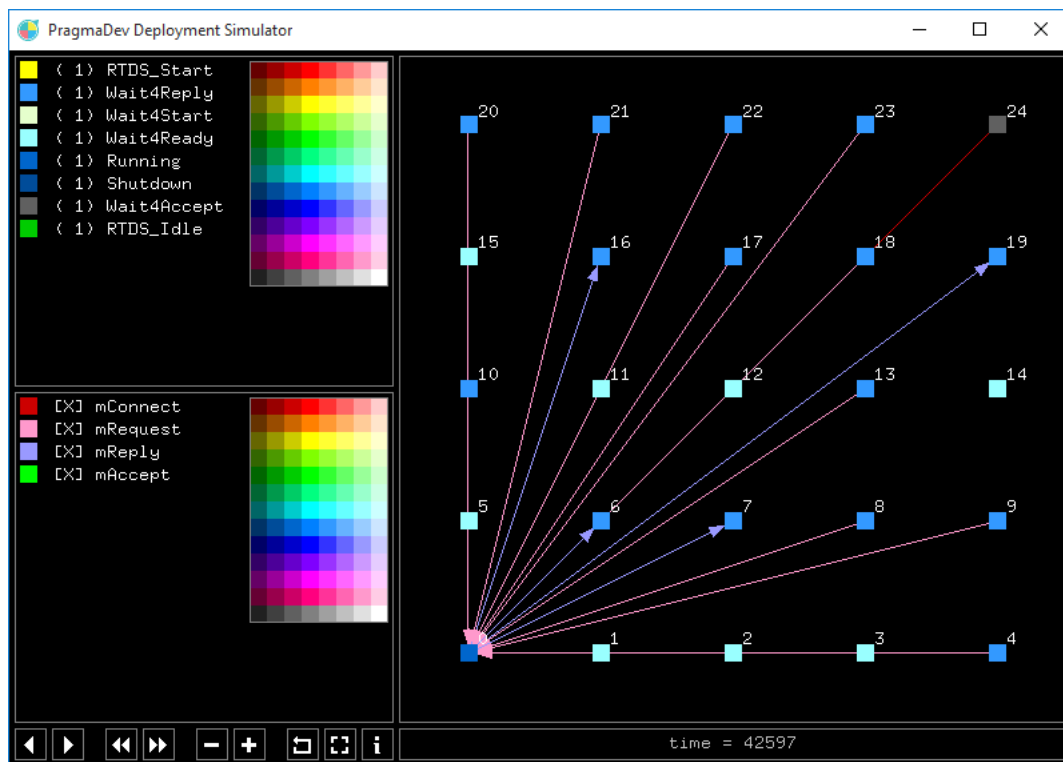 PragmaDev Deployment Simulator
( 1) RTDS_Start
( 1) Wait4Reply
( 1) Wait4Start
( 1) Wait4Ready
( 1) Running
( 1) Shutdown
( 1) Wait4Accept
( 1) RTDS_Idle
[X] mConnect
[X] mRequest
[X] mReply
[X] mAccept
20 21 22 23 24
15 16 17 18 19
10 11 12 13 14
5 6 7 8 9
0 1 2 3 4
time = 42597